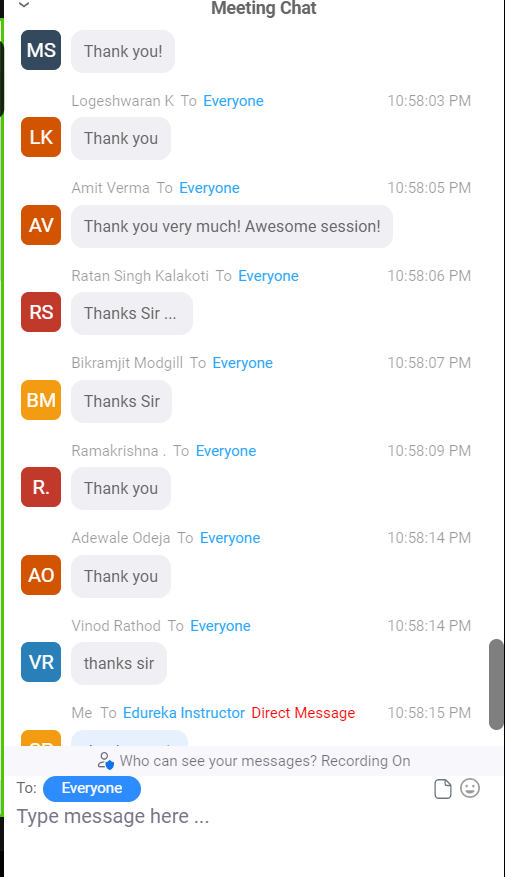 Meeting Chat
MS Thank you!
Logeshwaran K To Everyone 10:58:03 PM
LK Thank you
Amit Verma To Everyone 10:58:05 PM
AV Thank you very much! Awesome session!
Ratan Singh Kalakoti To Everyone 10:58:06 PM
RS Thanks Sir ...
Bikramjit Modgill To Everyone 10:58:07 PM
BM Thanks Sir
Ramakrishna . To Everyone 10:58:09 PM
R. Thank you
Adewale Odeja To Everyone 10:58:14 PM
AO Thank you
Vinod Rathod To Everyone 10:58:14 PM
VR thanks sir
Me To Edureka Instructor Direct Message 10:58:15 PM
Who can see your messages? Recording On
To: Everyone
Type message here ...